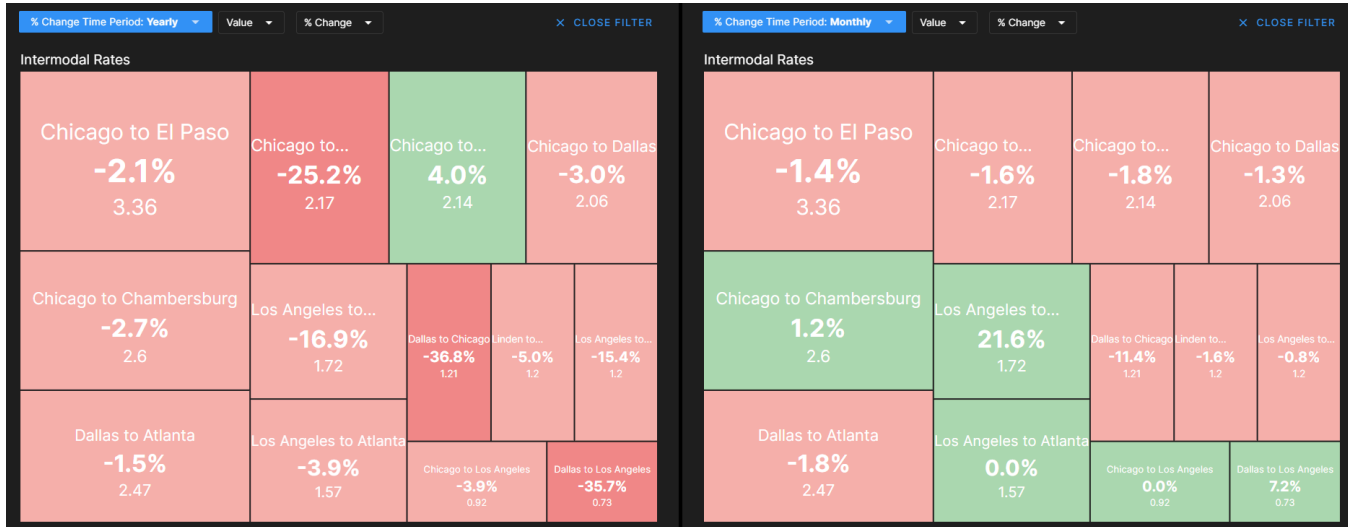 % Change Time Period: Yearly
Value
% Change
× CLOSE FILTER
Intermodal Rates
Chicago to El Paso
-2.1%
3.36
Chicago to...
-25.2%
2.17
Chicago to...
4.0%
2.14
Chicago to Dallas
-3.0%
2.06
Chicago to Chambersburg
-2.7%
2.6
Los Angeles to...
-16.9%
1.72
Dallas to Chicago
-36.8%
1.21
Linden to...
-5.0%
1.2
Los Angeles to...
-15.4%
1.2
Dallas to Atlanta
-1.5%
2.47
Los Angeles to Atlanta
-3.9%
1.57
Chicago to Los Angeles
-3.9%
0.92
Dallas to Los Angeles
-35.7%
0.73
% Change Time Period: Monthly
Value
% Change
× CLOSE FILTER
Intermodal Rates
Chicago to El Paso
-1.4%
3.36
Chicago to...
-1.6%
2.17
Chicago to...
-1.8%
2.14
Chicago to Dallas
-1.3%
2.06
Chicago to Chambersburg
1.2%
2.6
Los Angeles to...
21.6%
1.72
Dallas to Chicago
-11.4%
1.21
Linden to...
-1.6%
1.2
Los Angeles to...
-0.8%
1.2
Dallas to Atlanta
-1.8%
2.47
Los Angeles to Atlanta
0.0%
1.57
Chicago to Los Angeles
0.0%
0.92
Dallas to Los Angeles
7.2%
0.73